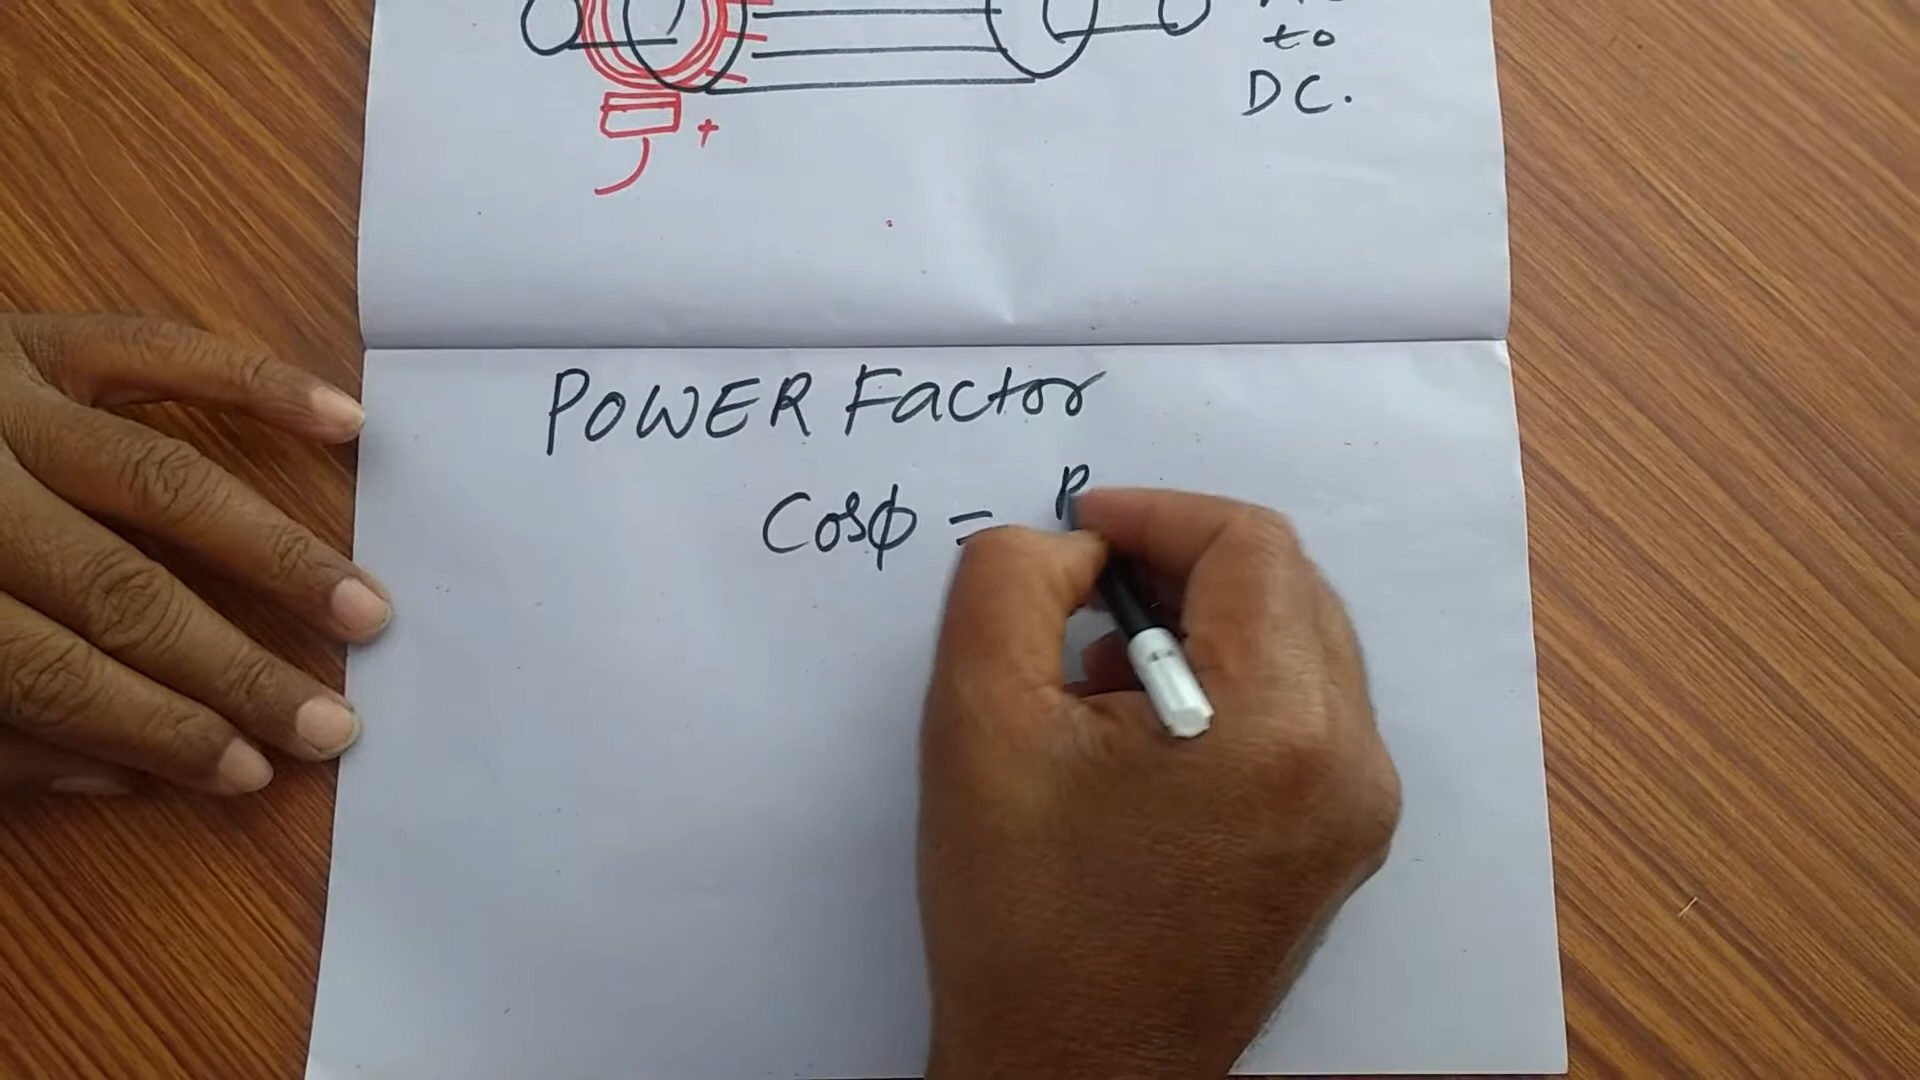 to
DC.
+
POWER Factor
Cosφ = P